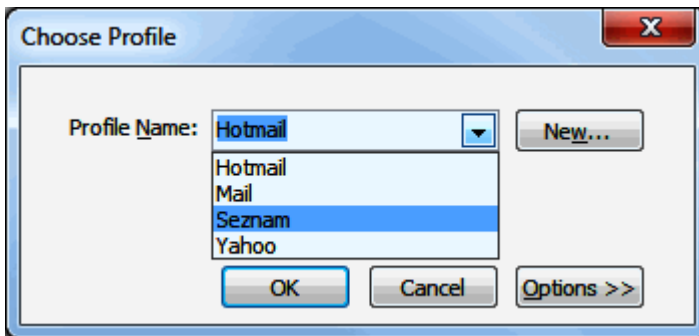 Choose Profile
Profile Name: Hotmail New...
Hotmail
Mail
Seznam
Yahoo
OK Cancel Options >>